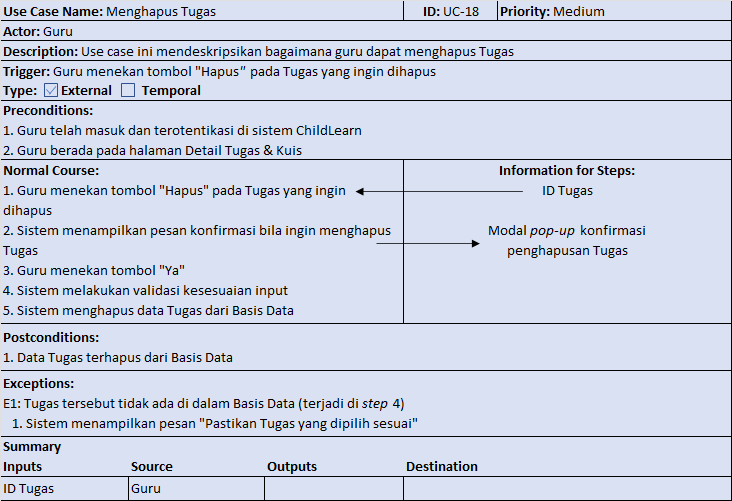 Use Case Name: Menghapus Tugas ID: UC-18 Priority: Medium
Actor: Guru
Description: Use case ini mendeskripsikan bagaimana guru dapat menghapus Tugas
Trigger: Guru menekan tombol "Hapus" pada Tugas yang ingin dihapus
Type: External Temporal
Preconditions:
1. Guru telah masuk dan terotentikasi di sistem ChildLearn
2. Guru berada pada halaman Detail Tugas & Kuis
Normal Course:
1. Guru menekan tombol "Hapus" pada Tugas yang ingin
dihapus
2. Sistem menampilkan pesan konfirmasi bila ingin menghapus
Tugas
3. Guru menekan tombol "Ya"
4. Sistem melakukan validasi kesesuaian input
5. Sistem menghapus data Tugas dari Basis Data
Information for Steps:
ID Tugas
Modal pop-up konfirmasi
penghapusan Tugas
Postconditions:
1. Data Tugas terhapus dari Basis Data
Exceptions:
E1: Tugas tersebut tidak ada di dalam Basis Data (terjadi di step 4)
1. Sistem menampilkan pesan "Pastikan Tugas yang dipilih sesuai"
Summary
Inputs Source Outputs Destination
ID Tugas Guru